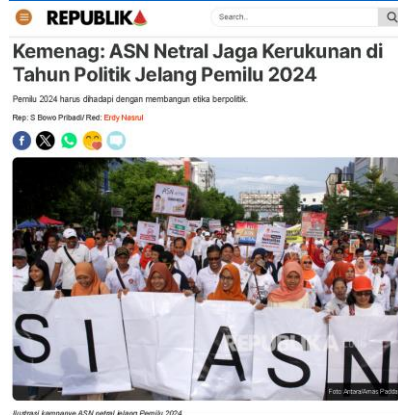 REPUBLIKA
Search..
Kemenag: ASN Netral Jaga Kerukunan di
Tahun Politik Jelang Pemilu 2024
Pemilu 2024 harus dihadapi dengan membangun etika berpolitik.
Rep: S Bowo Pribadi/ Red: Erdy Nasrul
ASN
SI ASN
REPUBLIKA
Foto: Antara/Arnas Padda
Ilustrasi kampanye ASN netral jelang Pemilu 2024